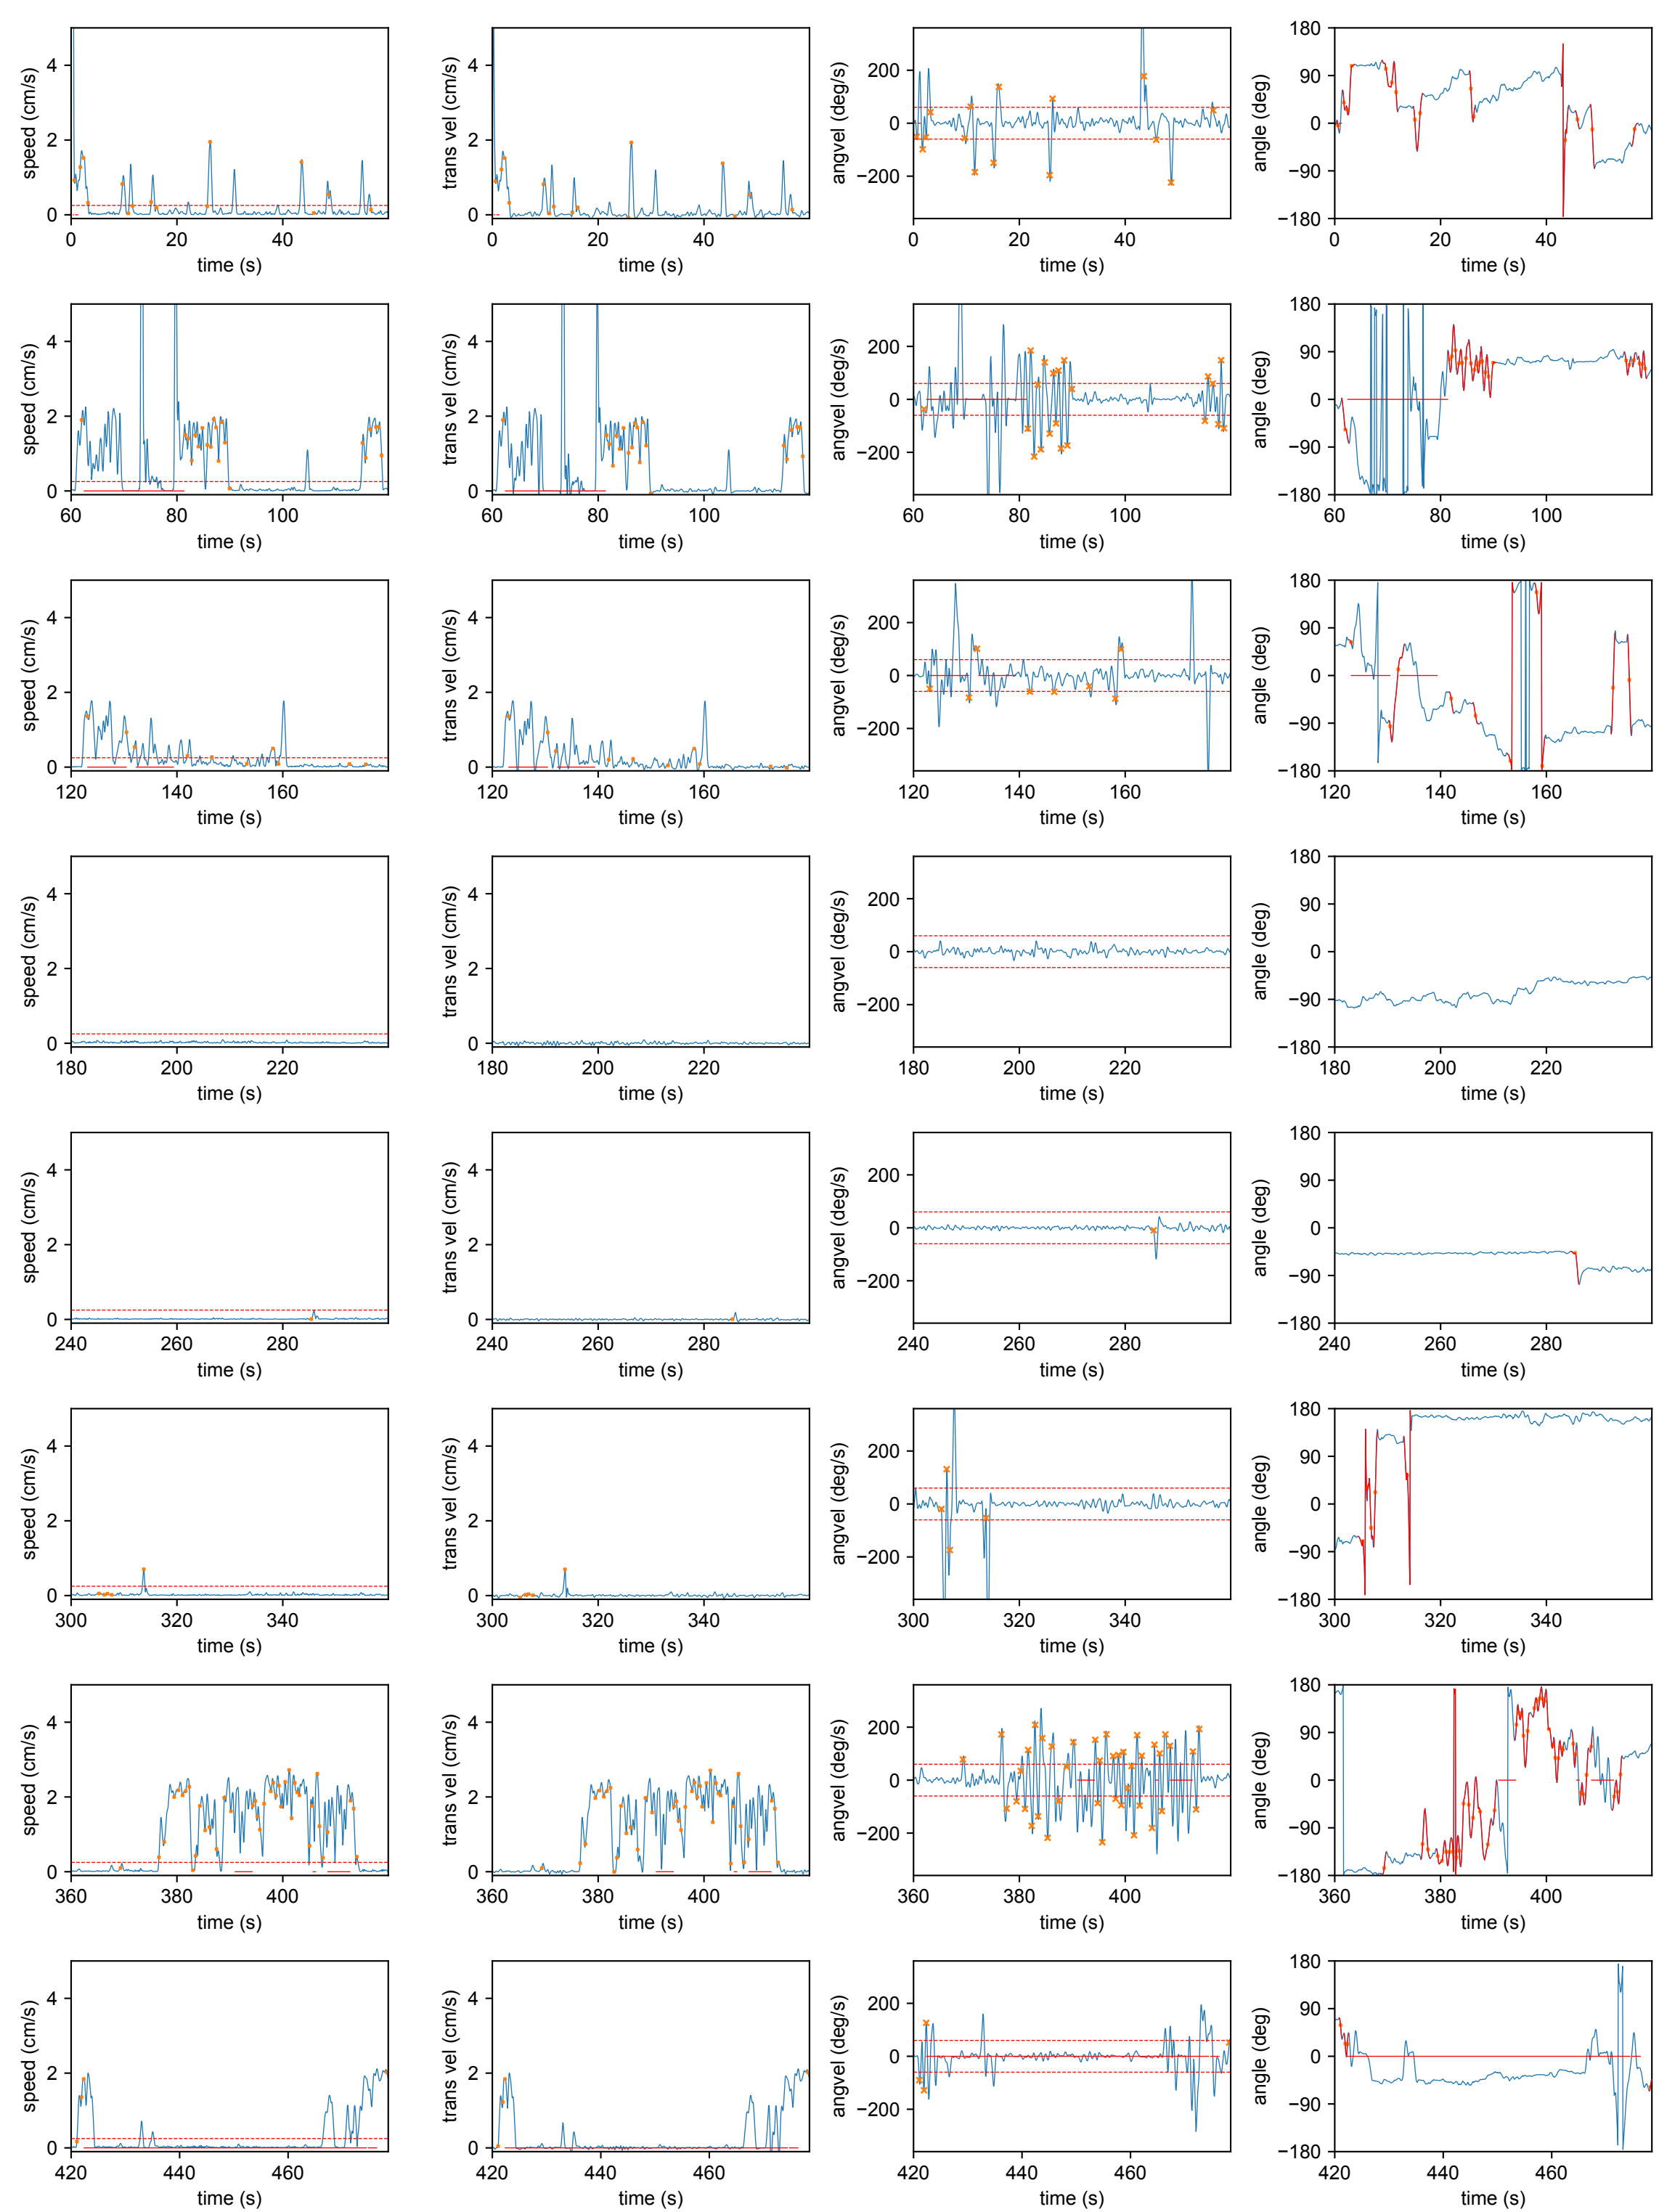 speed (cm/s) 4 2 0 0 20 40 time (s)
trans vel (cm/s) 4 2 0 0 20 40 time (s)
angvel (deg/s) 200 0 −200 0 20 40 time (s)
angle (deg) 180 90 0 −90 −180 0 20 40 time (s)
speed (cm/s) 4 2 0 60 80 100 time (s)
trans vel (cm/s) 4 2 0 60 80 100 time (s)
angvel (deg/s) 200 0 −200 60 80 100 time (s)
angle (deg) 180 90 0 −90 −180 60 80 100 time (s)
speed (cm/s) 4 2 0 120 140 160 time (s)
trans vel (cm/s) 4 2 0 120 140 160 time (s)
angvel (deg/s) 200 0 −200 120 140 160 time (s)
angle (deg) 180 90 0 −90 −180 120 140 160 time (s)
speed (cm/s) 4 2 0 180 200 220 time (s)
trans vel (cm/s) 4 2 0 180 200 220 time (s)
angvel (deg/s) 200 0 −200 180 200 220 time (s)
angle (deg) 180 90 0 −90 −180 180 200 220 time (s)
speed (cm/s) 4 2 0 240 260 280 time (s)
trans vel (cm/s) 4 2 0 240 260 280 time (s)
angvel (deg/s) 200 0 −200 240 260 280 time (s)
angle (deg) 180 90 0 −90 −180 240 260 280 time (s)
speed (cm/s) 4 2 0 300 320 340 time (s)
trans vel (cm/s) 4 2 0 300 320 340 time (s)
angvel (deg/s) 200 0 −200 300 320 340 time (s)
angle (deg) 180 90 0 −90 −180 300 320 340 time (s)
speed (cm/s) 4 2 0 360 380 400 time (s)
trans vel (cm/s) 4 2 0 360 380 400 time (s)
angvel (deg/s) 200 0 −200 360 380 400 time (s)
angle (deg) 180 90 0 −90 −180 360 380 400 time (s)
speed (cm/s) 4 2 0 420 440 460 time (s)
trans vel (cm/s) 4 2 0 420 440 460 time (s)
angvel (deg/s) 200 0 −200 420 440 460 time (s)
angle (deg) 180 90 0 −90 −180 420 440 460 time (s)